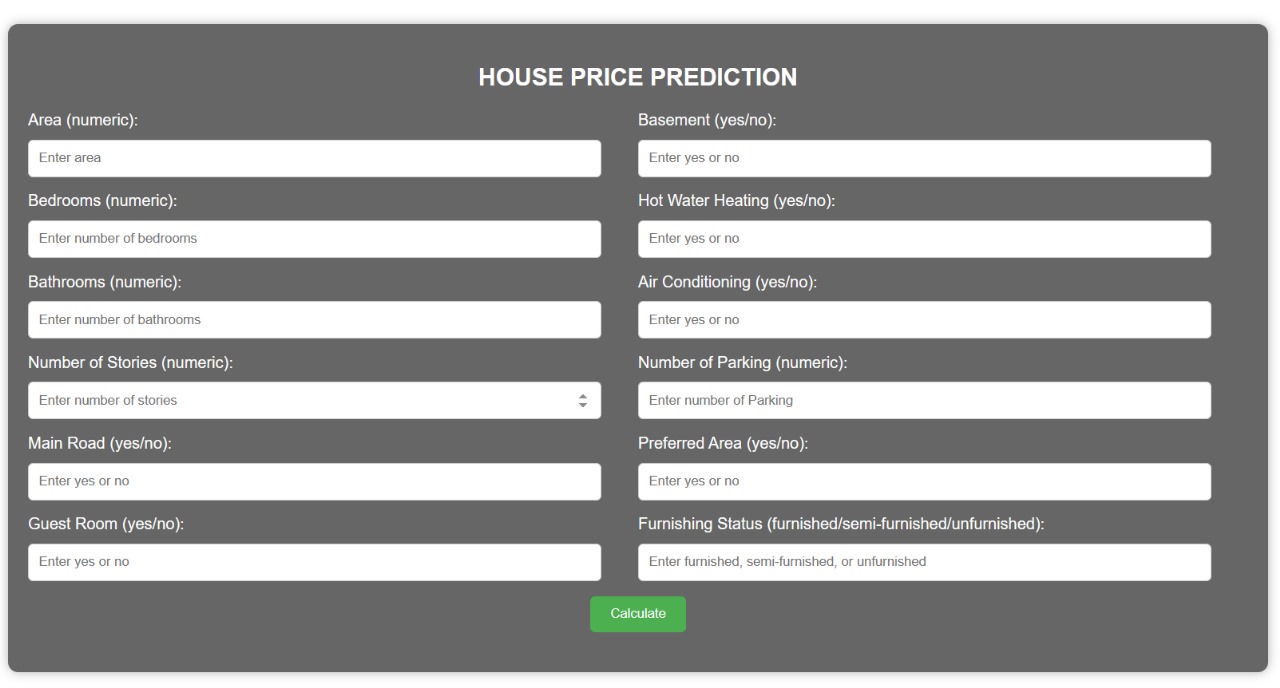 HOUSE PRICE PREDICTION
Area (numeric):
Enter area
Bedrooms (numeric):
Enter number of bedrooms
Bathrooms (numeric):
Enter number of bathrooms
Number of Stories (numeric):
Enter number of stories
Main Road (yes/no):
Enter yes or no
Guest Room (yes/no):
Enter yes or no
Basement (yes/no):
Enter yes or no
Hot Water Heating (yes/no):
Enter yes or no
Air Conditioning (yes/no):
Enter yes or no
Number of Parking (numeric):
Enter number of Parking
Preferred Area (yes/no):
Enter yes or no
Furnishing Status (furnished/semi-furnished/unfurnished):
Enter furnished, semi-furnished, or unfurnished
Calculate